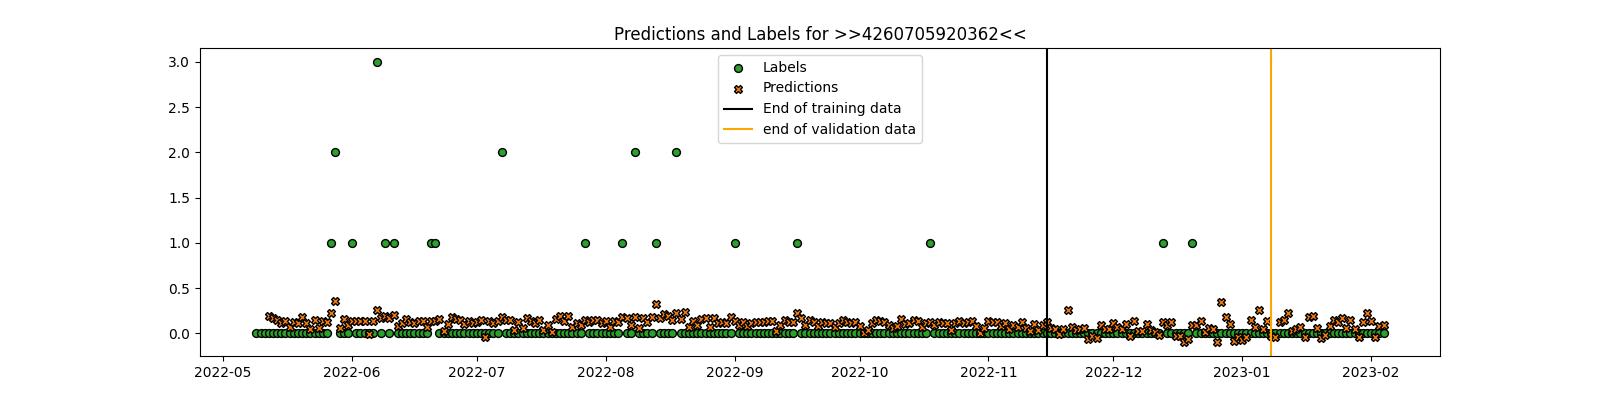 Predictions and Labels for >>4260705920362<<
Labels
Predictions
End of training data
end of validation data
3.0
2.5
2.0
1.5
1.0
0.5
0.0
2022-05 2022-06 2022-07 2022-08 2022-09 2022-10 2022-11 2022-12 2023-01 2023-02